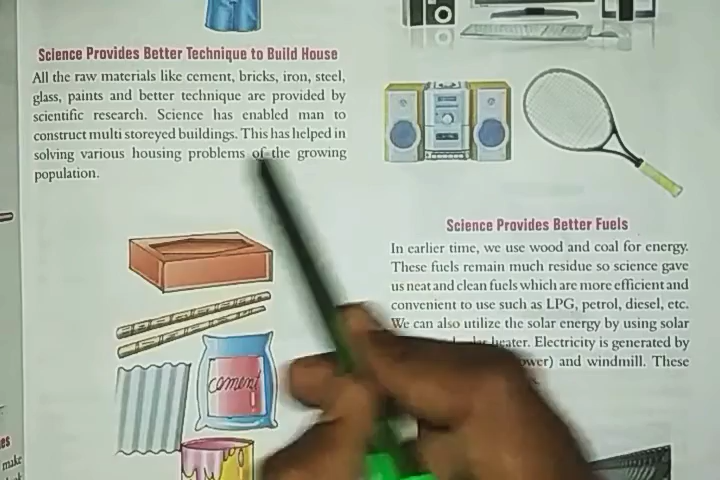 Science Provides Better Technique to Build House
All the raw materials like cement, bricks, iron, steel,
glass, paints and better technique are provided by
scientific research. Science has enabled man to
construct multi storeyed buildings. This has helped in
solving various housing problems of the growing
population.
cement
Science Provides Better Fuels
In earlier time, we use wood and coal for energy.
These fuels remain much residue so science gave
us neat and clean fuels which are more efficient and
convenient to use such as LPG, petrol, diesel, etc.
We can also utilize the solar energy by using solar
heater. Electricity is generated by
and windmill. These
make